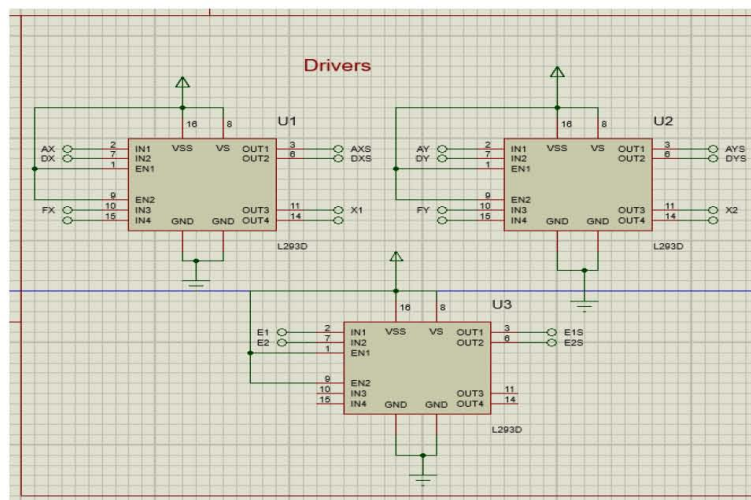 Drivers
U1
16 8
AX 2 IN1 VSS VS OUT1 3 AXS
DX 7 IN2 OUT2 6 DXS
1 EN1
9 EN2
FX 10 IN3 OUT3 11 X1
15 IN4 GND GND OUT4 14
L293D
U2
16 8
AY 2 IN1 VSS VS OUT1 3 AYS
DY 7 IN2 OUT2 6 DYS
1 EN1
9 EN2
FY 10 IN3 OUT3 11 X2
15 IN4 GND GND OUT4 14
L293D
U3
16 8
E1 2 IN1 VSS VS OUT1 3 E1S
E2 7 IN2 OUT2 6 E2S
1 EN1
9 EN2
10 IN3 OUT3 11
15 IN4 GND GND OUT4 14
L293D